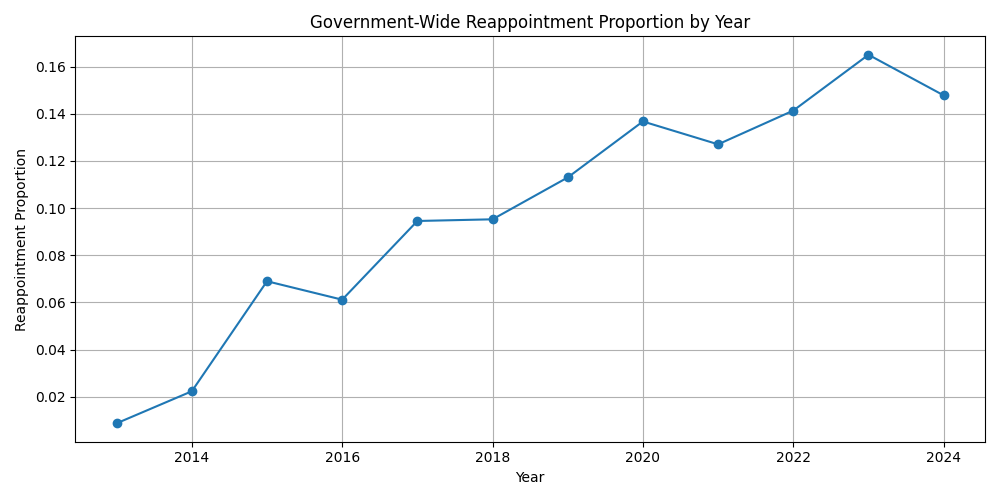 Government-Wide Reappointment Proportion by Year
Reappointment Proportion
0.16
0.14
0.12
0.10
0.08
0.06
0.04
0.02
2014 2016 2018 2020 2022 2024
Year